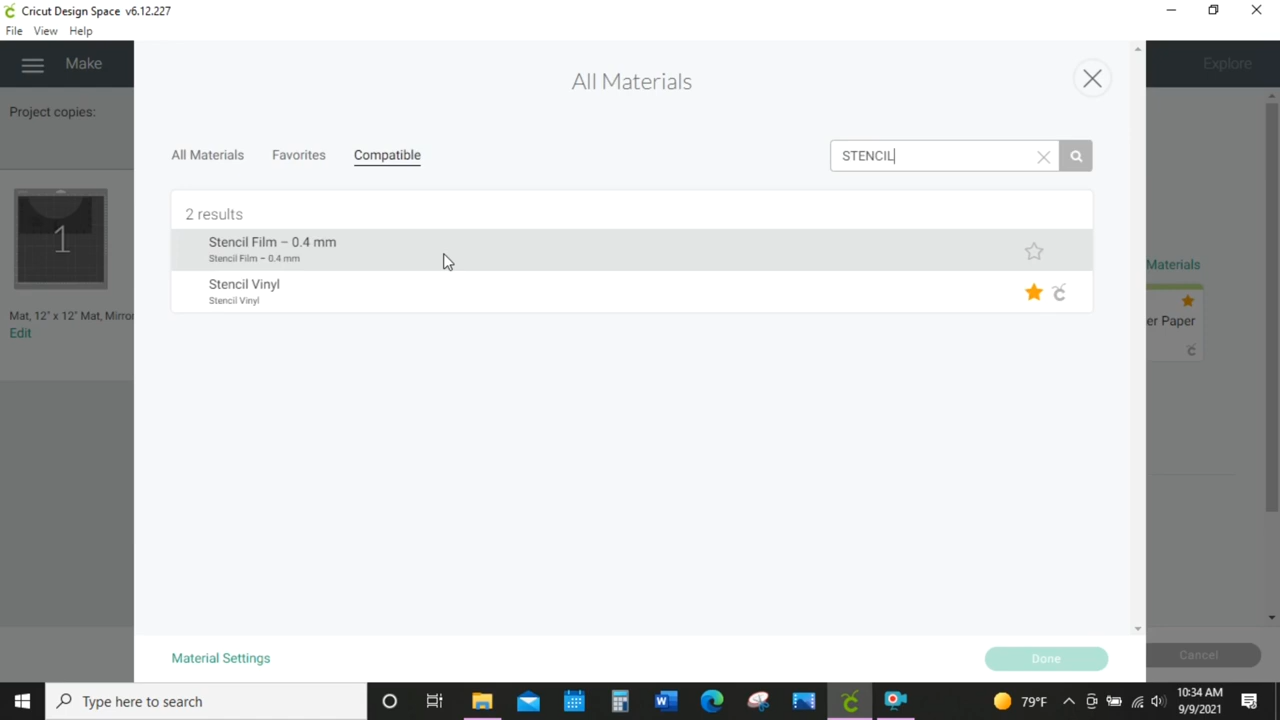 Cricut Design Space v6.12.227
File View Help
Make
Explore
Project copies:
All Materials
All Materials Favorites Compatible
STENCIL
2 results
Stencil Film – 0.4 mm
Stencil Film – 0.4 mm
Stencil Vinyl
Stencil Vinyl
1
Mat, 12" x 12" Mat, Mirror
Edit
Materials
er Paper
Material Settings
Done
Cancel
Type here to search
79°F
10:34 AM
9/9/2021